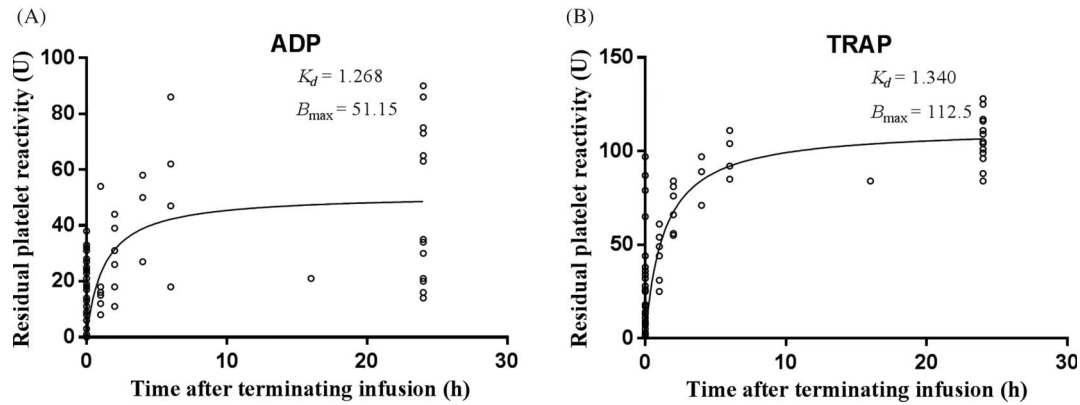 (A)
ADP
K_d = 1.268
B_max = 51.15
Residual platelet reactivity (U)
100
80
60
40
20
0
0 10 20 30
Time after terminating infusion (h)
(B)
TRAP
K_d = 1.340
B_max = 112.5
Residual platelet reactivity (U)
150
100
50
0
0 10 20 30
Time after terminating infusion (h)